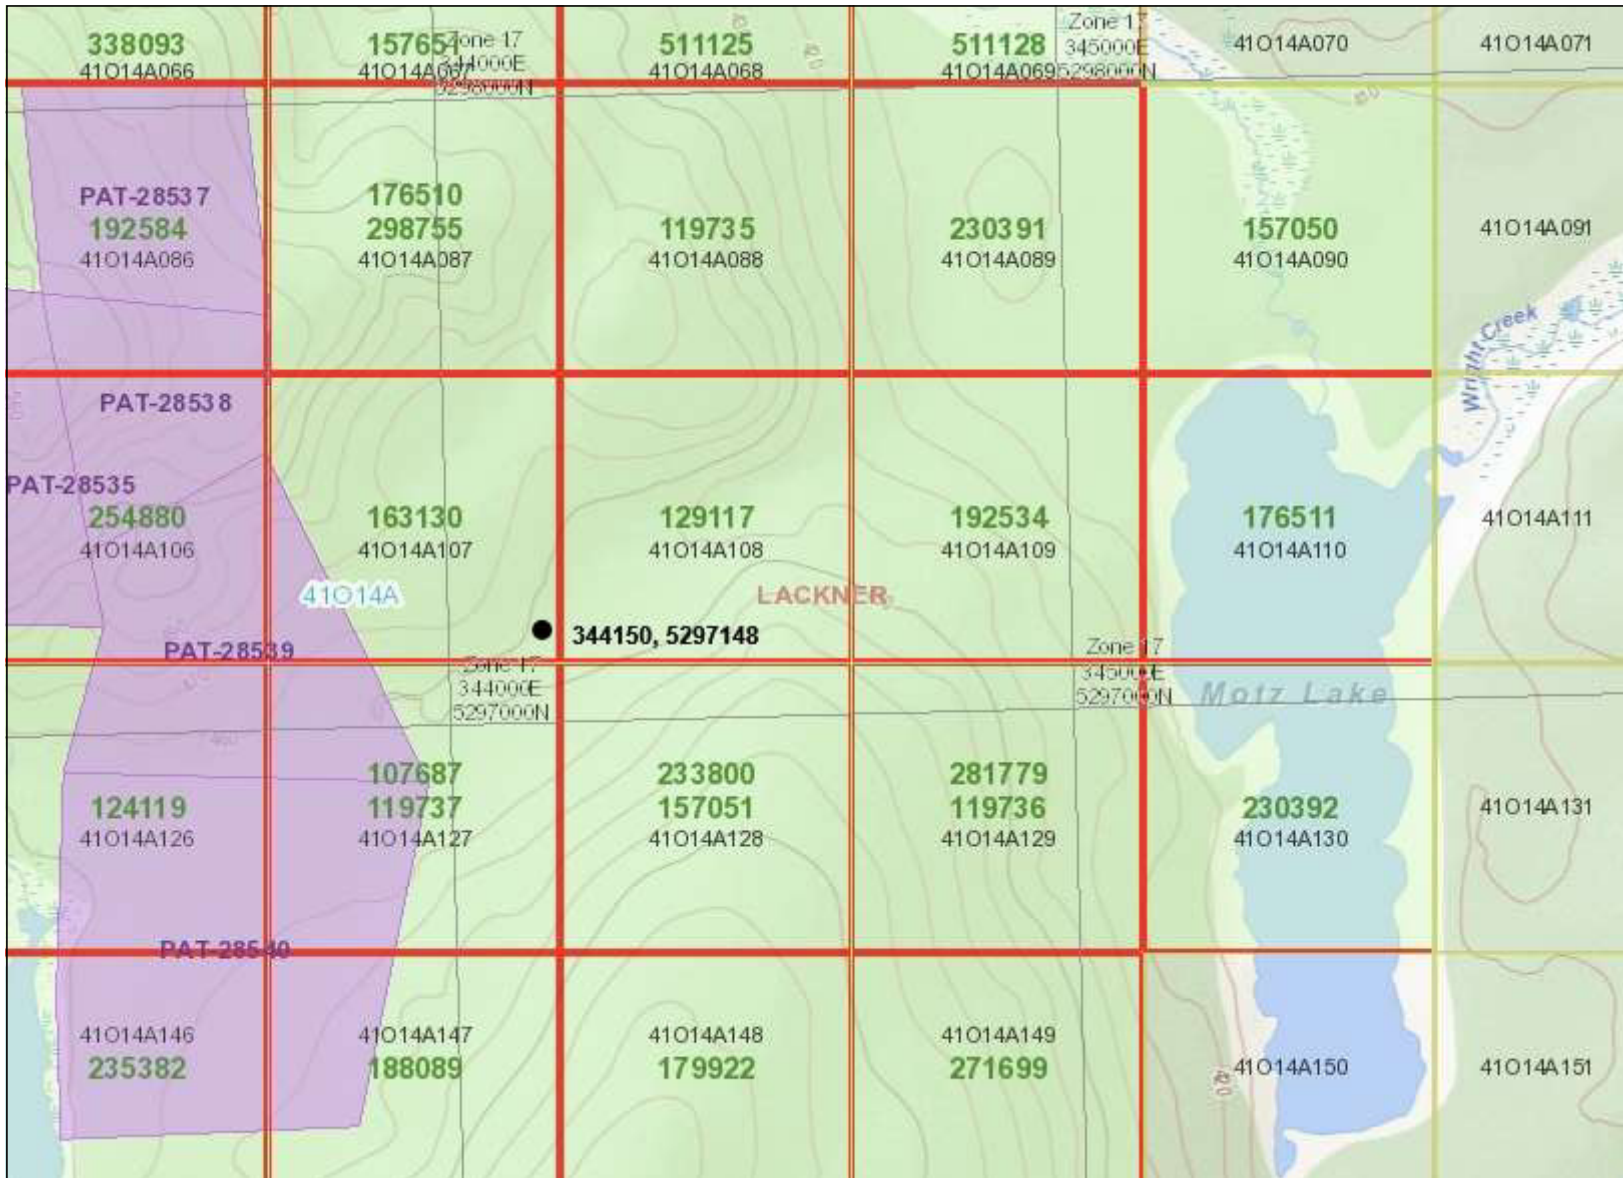 338093
41O14A066
157651
41O14A067
Zone 17
344000E
5298000N
511125
41O14A068
511128
41O14A069
Zone 17
345000E
5298000N
41O14A070
41O14A071
PAT-28537
192584
41O14A086
176510
298755
41O14A087
119735
41O14A088
230391
41O14A089
157050
41O14A090
41O14A091
Wright Creek
PAT-28538
PAT-28535
254880
41O14A106
163130
41O14A107
129117
41O14A108
192534
41O14A109
176511
41O14A110
41O14A111
41O14A
LACKNER
344150, 5297148
PAT-28539
Zone 17
344000E
5297000N
Zone 17
345000E
5297000N
Motz Lake
124119
41O14A126
107687
119737
41O14A127
233800
157051
41O14A128
281779
119736
41O14A129
230392
41O14A130
41O14A131
PAT-28540
41O14A146
235382
41O14A147
188089
41O14A148
179922
41O14A149
271699
41O14A150
41O14A151